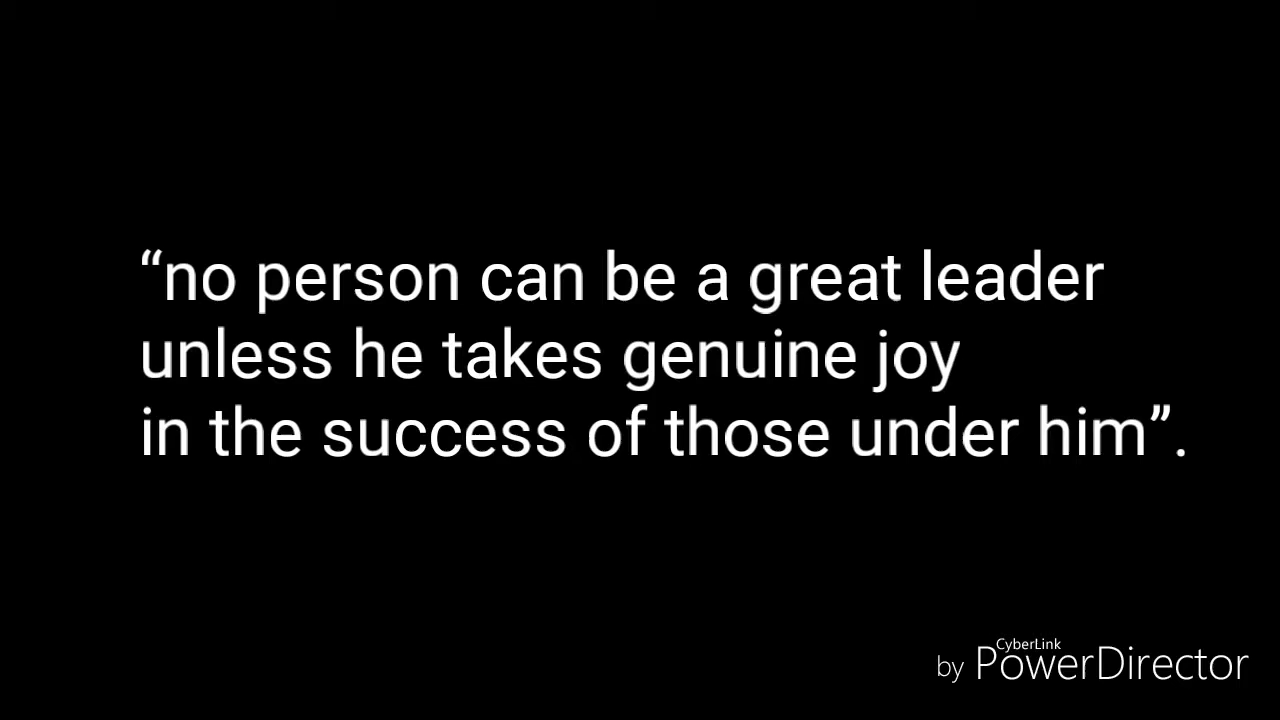 “no person can be a great leader
unless he takes genuine joy
in the success of those under him”.
CyberLink
by PowerDirector